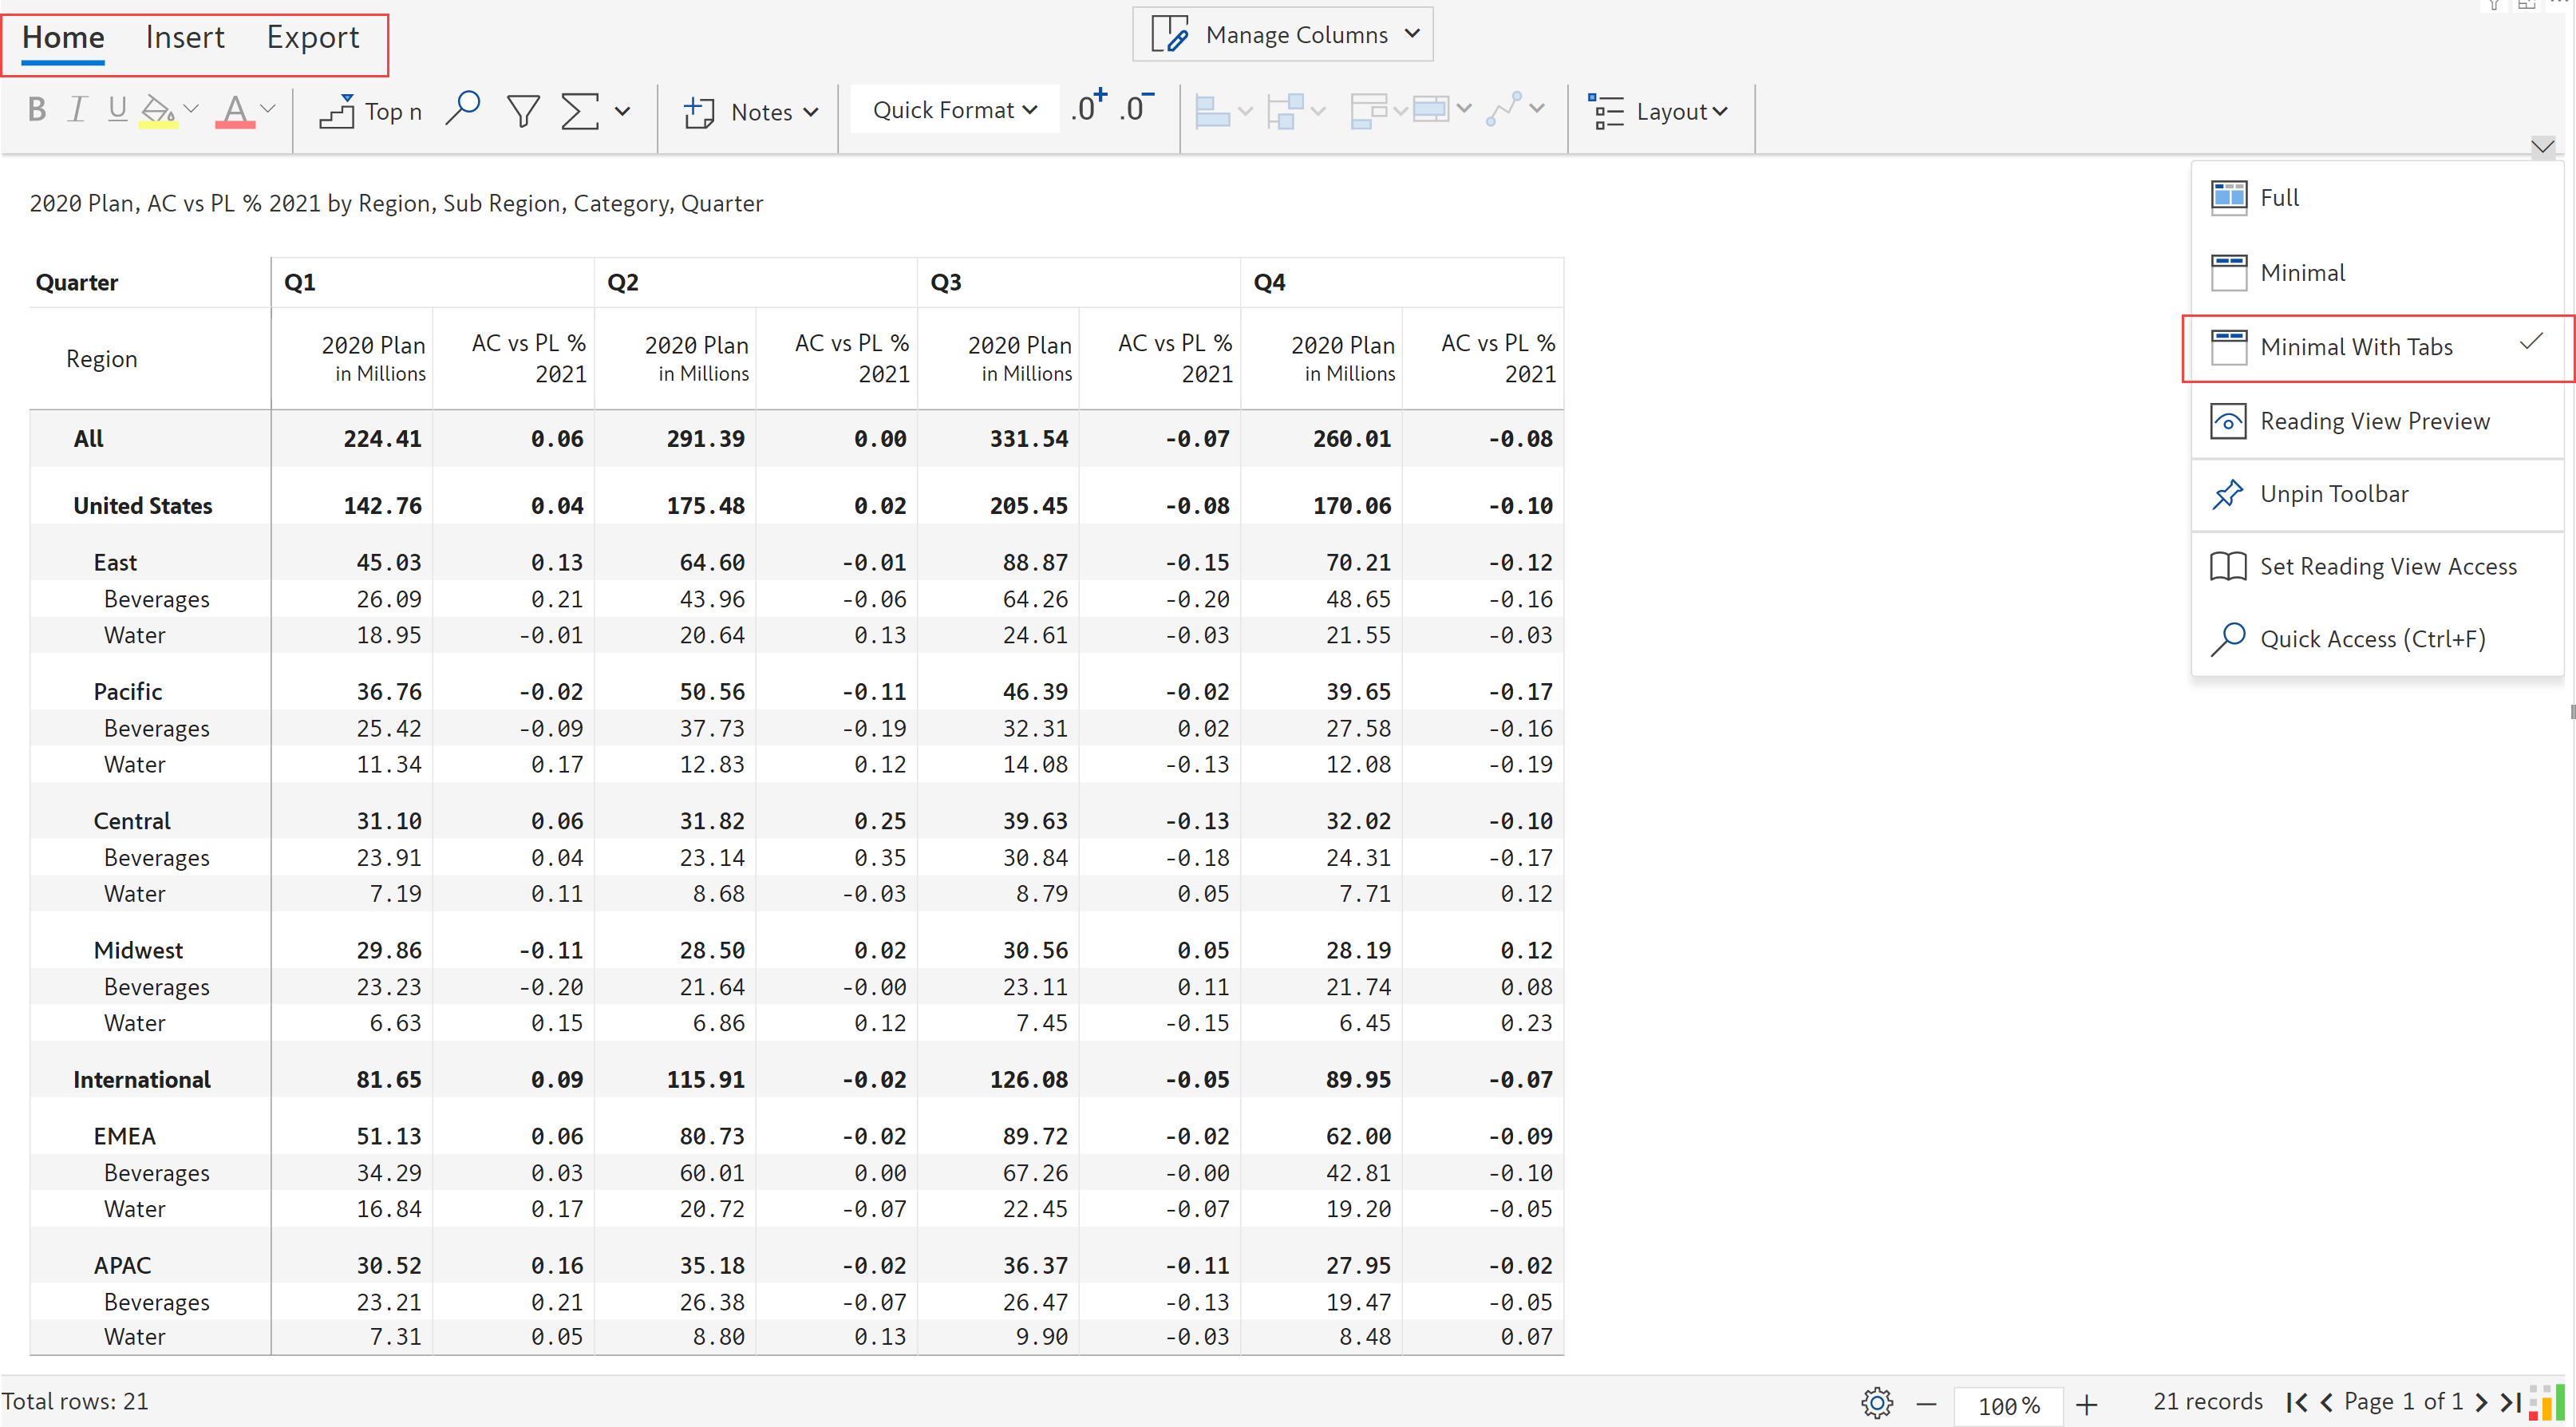 Home Insert Export
Manage Columns
B I U A Top n Notes Quick Format .0+ .0- Layout
2020 Plan, AC vs PL % 2021 by Region, Sub Region, Category, Quarter
Full
Minimal
Minimal With Tabs
Reading View Preview
Unpin Toolbar
Set Reading View Access
Quick Access (Ctrl+F)
Quarter Q1 Q2 Q3 Q4
Region 2020 Plan in Millions AC vs PL % 2021 2020 Plan in Millions AC vs PL % 2021 2020 Plan in Millions AC vs PL % 2021 2020 Plan in Millions AC vs PL % 2021
All 224.41 0.06 291.39 0.00 331.54 -0.07 260.01 -0.08
United States 142.76 0.04 175.48 0.02 205.45 -0.08 170.06 -0.10
East 45.03 0.13 64.60 -0.01 88.87 -0.15 70.21 -0.12
Beverages 26.09 0.21 43.96 -0.06 64.26 -0.20 48.65 -0.16
Water 18.95 -0.01 20.64 0.13 24.61 -0.03 21.55 -0.03
Pacific 36.76 -0.02 50.56 -0.11 46.39 -0.02 39.65 -0.17
Beverages 25.42 -0.09 37.73 -0.19 32.31 0.02 27.58 -0.16
Water 11.34 0.17 12.83 0.12 14.08 -0.13 12.08 -0.19
Central 31.10 0.06 31.82 0.25 39.63 -0.13 32.02 -0.10
Beverages 23.91 0.04 23.14 0.35 30.84 -0.18 24.31 -0.17
Water 7.19 0.11 8.68 -0.03 8.79 0.05 7.71 0.12
Midwest 29.86 -0.11 28.50 0.02 30.56 0.05 28.19 0.12
Beverages 23.23 -0.20 21.64 -0.00 23.11 0.11 21.74 0.08
Water 6.63 0.15 6.86 0.12 7.45 -0.15 6.45 0.23
International 81.65 0.09 115.91 -0.02 126.08 -0.05 89.95 -0.07
EMEA 51.13 0.06 80.73 -0.02 89.72 -0.02 62.00 -0.09
Beverages 34.29 0.03 60.01 0.00 67.26 -0.00 42.81 -0.10
Water 16.84 0.17 20.72 -0.07 22.45 -0.07 19.20 -0.05
APAC 30.52 0.16 35.18 -0.02 36.37 -0.11 27.95 -0.02
Beverages 23.21 0.21 26.38 -0.07 26.47 -0.13 19.47 -0.05
Water 7.31 0.05 8.80 0.13 9.90 -0.03 8.48 0.07
Total rows: 21 100% 21 records Page 1 of 1